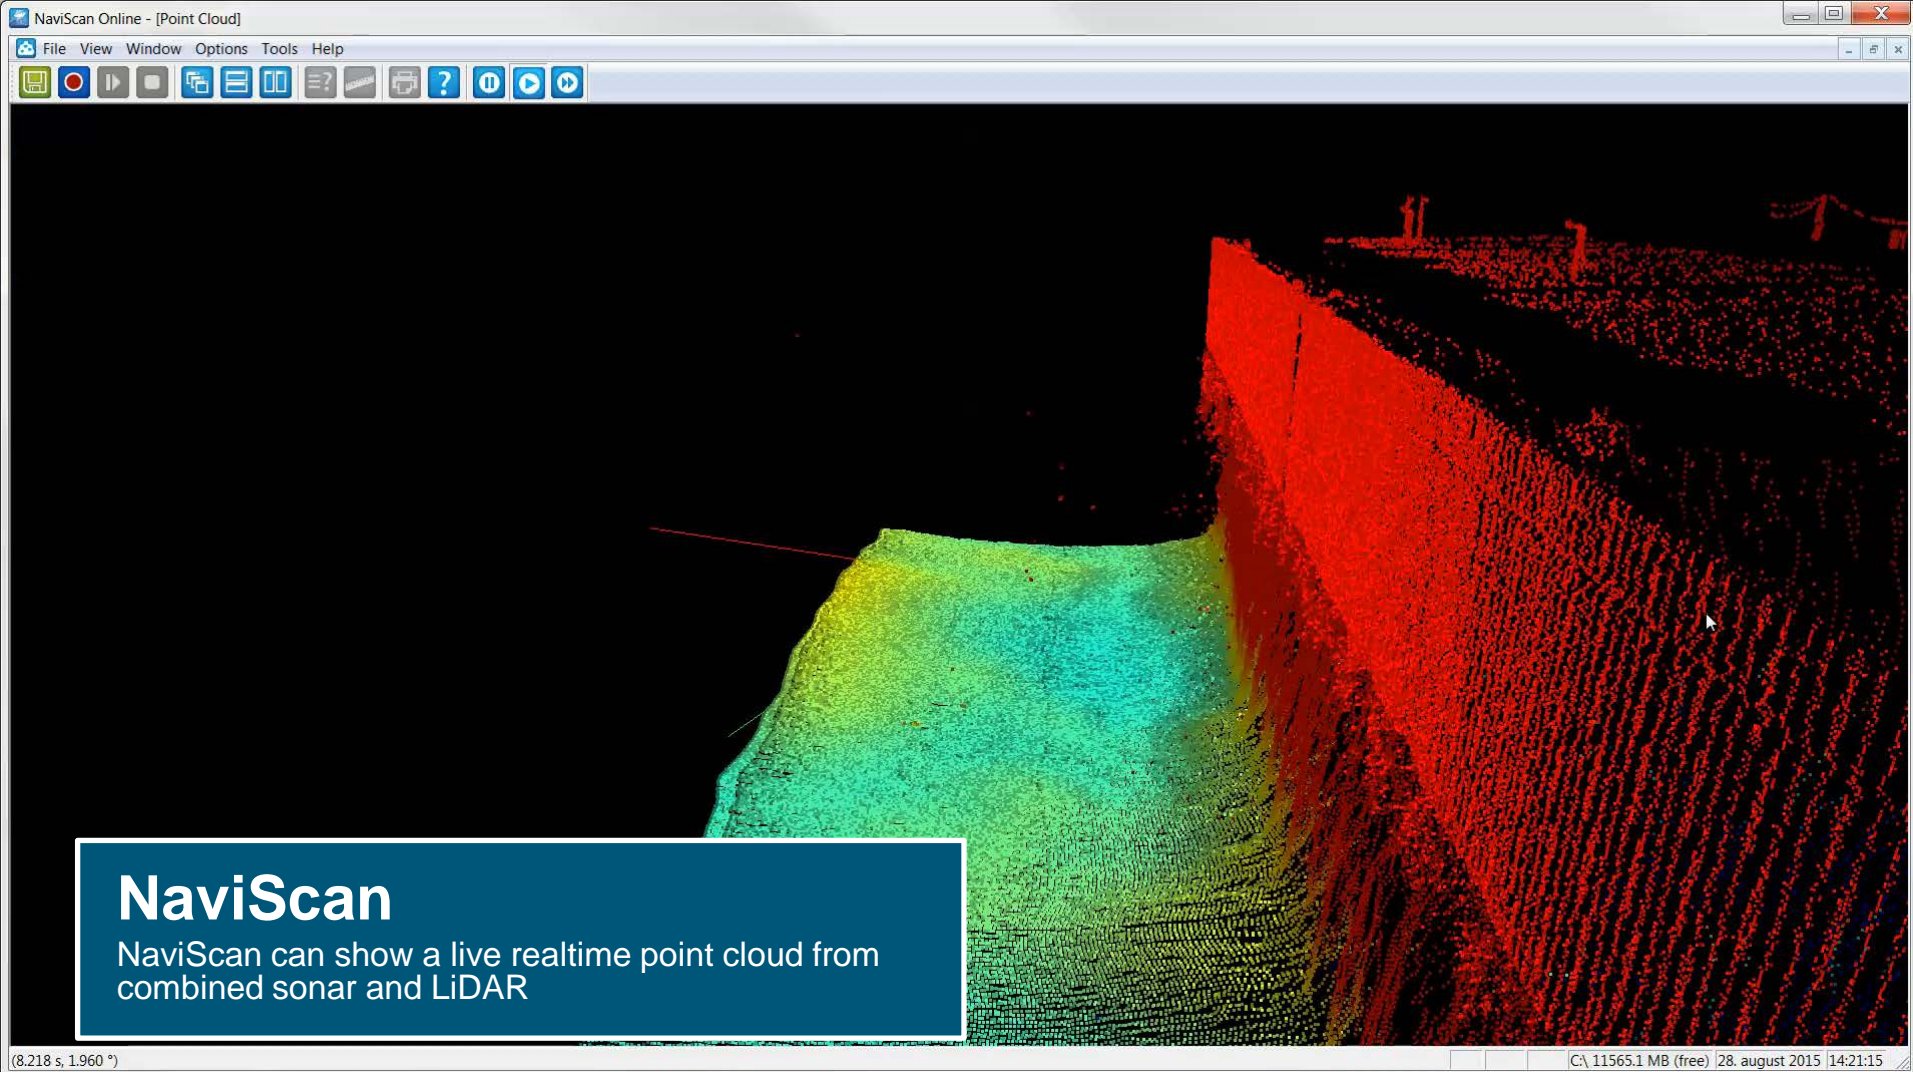 NaviScan Online - [Point Cloud]
File View Window Options Tools Help
NaviScan
NaviScan can show a live realtime point cloud from
combined sonar and LiDAR
(8.218 s, 1.960 °)
C:\ 11565.1 MB (free) 28. august 2015 14:21:15